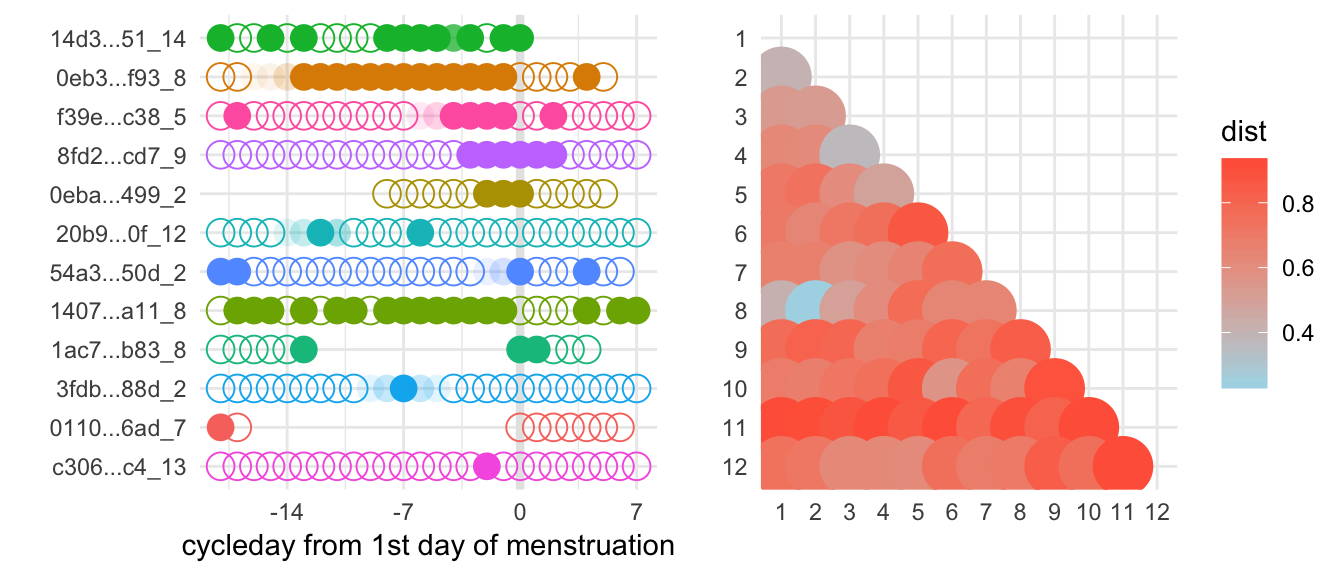 14d3...51_14
0eb3...f93_8
f39e...c38_5
8fd2...cd7_9
0eba...499_2
20b9...0f_12
54a3...50d_2
1407...a11_8
1ac7...b83_8
3fdb...88d_2
0110...6ad_7
c306...c4_13
-14 -7 0 7
cycleday from 1st day of menstruation
1
2
3
4
5
6
7
8
9
10
11
12
1 2 3 4 5 6 7 8 9 10 11 12
dist
0.8
0.6
0.4